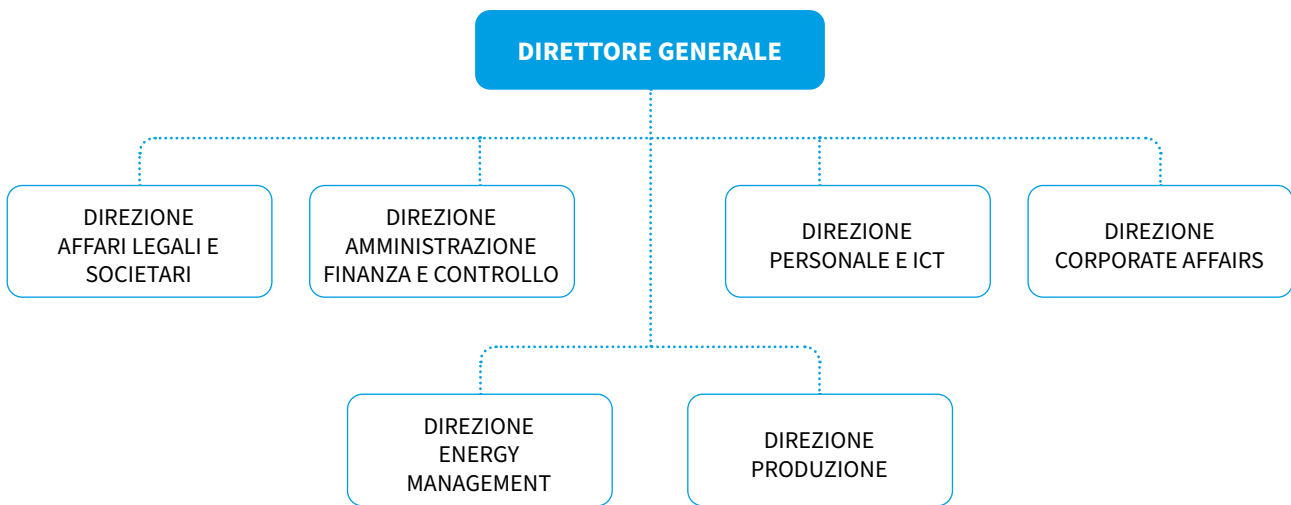 DIRETTORE GENERALE
DIREZIONE
AFFARI LEGALI E
SOCIETARI
DIREZIONE
AMMINISTRAZIONE
FINANZA E CONTROLLO
DIREZIONE
PERSONALE E ICT
DIREZIONE
CORPORATE AFFAIRS
DIREZIONE
ENERGY
MANAGEMENT
DIREZIONE
PRODUZIONE